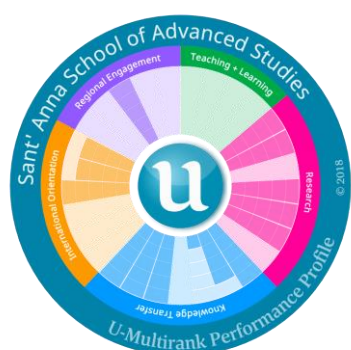 Sant' Anna School of Advanced Studies
Teaching + Learning
Research
Knowledge Transfer
International Orientation
Regional Engagement
u
© 2018
U-Multirank Performance Profile